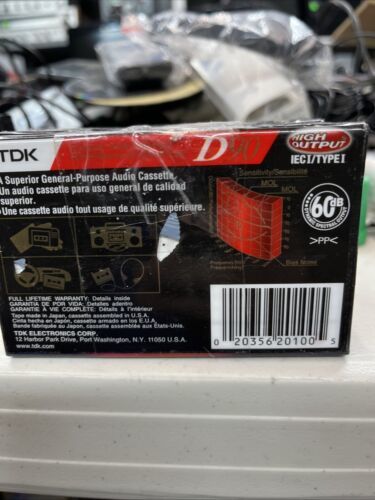 TDK
D90
HIGH
OUTPUT
IECI/TYPE I
A Superior General-Purpose Audio Cassette.
Un audio cassette para uso general de calidad
superior.
Une cassette audio tout usage de qualité supérieure.
Sensitivity/Sensibilité
MOL
MOL
60dB
>PP<
Bias Noise
FULL LIFETIME WARRANTY: Details inside
GARANTIA DE POR VIDA: Detalles adentro
GARANTIE À VIE COMPLÈTE: Détails à l'intérieur
Tape made in Japan, cassette assembled in U.S.A.
Cinta hecha en Japón, cassette armado en los E.U.A.
Bande fabriquée au Japon, cassette assemblée aux États-Unis.
TDK ELECTRONICS CORP.
12 Harbor Park Drive, Port Washington, N.Y. 11050 U.S.A.
www.tdk.com
0 20356 20100 5